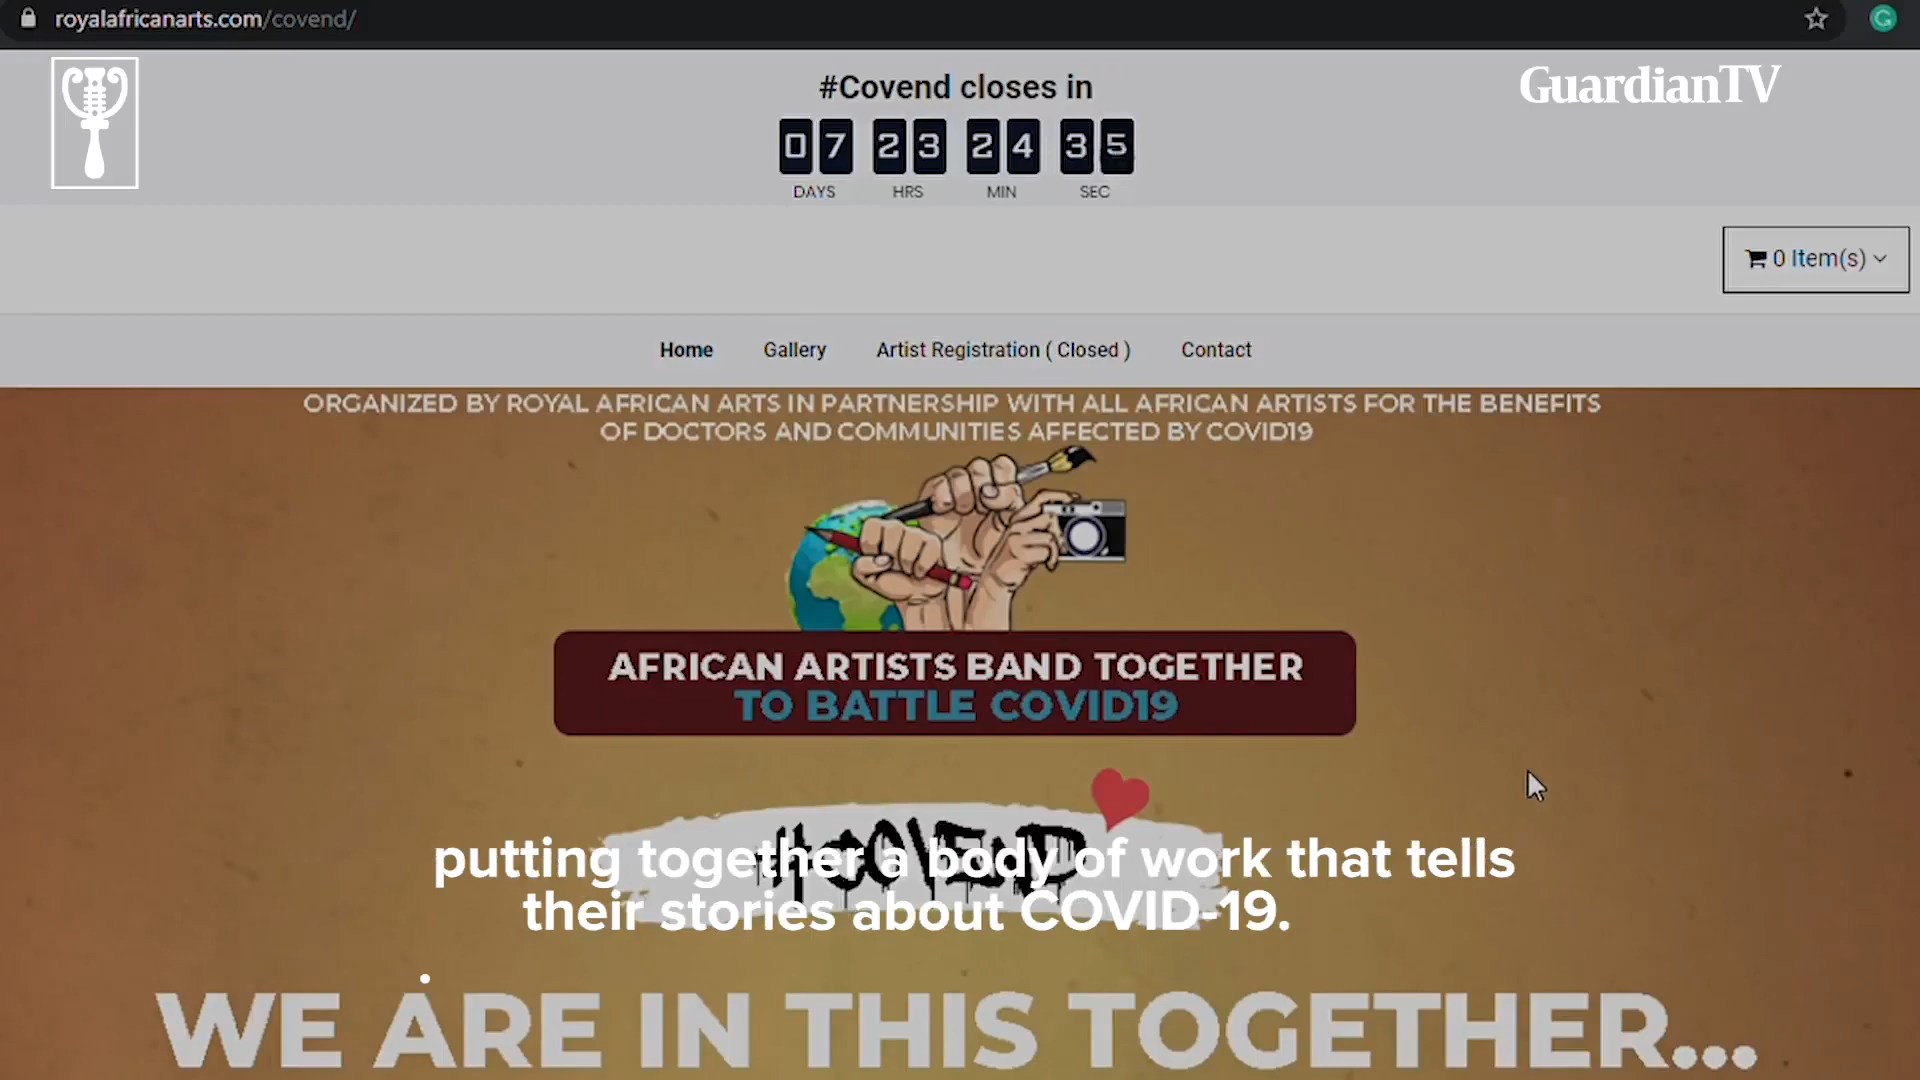 royalafricanarts.com/covend/
#Covend closes in
GuardianTV
07 23 24 35
DAYS HRS MIN SEC
0 Item(s)
Home Gallery Artist Registration ( Closed ) Contact
ORGANIZED BY ROYAL AFRICAN ARTS IN PARTNERSHIP WITH ALL AFRICAN ARTISTS FOR THE BENEFITS
OF DOCTORS AND COMMUNITIES AFFECTED BY COVID19
AFRICAN ARTISTS BAND TOGETHER
TO BATTLE COVID19
#COVEND
putting together a body of work that tells
their stories about COVID-19.
WE ARE IN THIS TOGETHER...